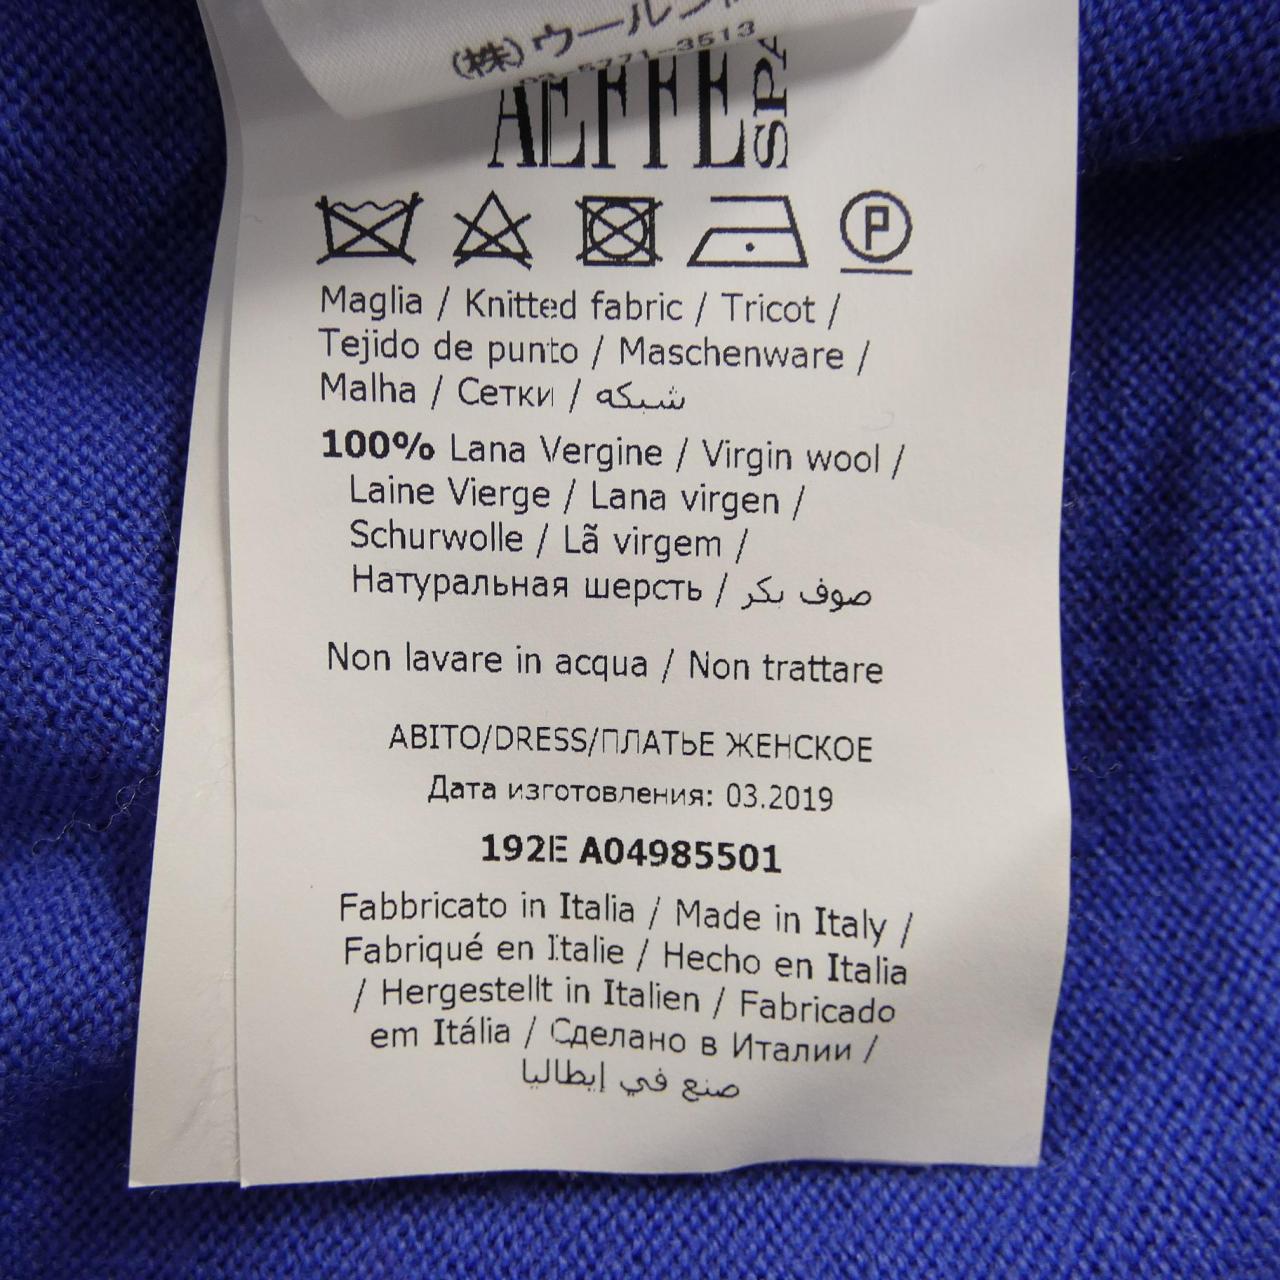 (株)ウール
5771-3513
AEFFE SPA
P
Maglia / Knitted fabric / Tricot /
Tejido de punto / Maschenware /
Malha / Сетки / شبكه
100% Lana Vergine / Virgin wool /
Laine Vierge / Lana virgen /
Schurwolle / Lã virgem /
Натуральная шерсть / صوف بكر
Non lavare in acqua / Non trattare
ABITO/DRESS/ПЛАТЬЕ ЖЕНСКОЕ
Дата изготовления: 03.2019
192E A04985501
Fabbricato in Italia / Made in Italy /
Fabriqué en Italie / Hecho en Italia
/ Hergestellt in Italien / Fabricado
em Itália / Сделано в Италии /
صنع في إيطاليا